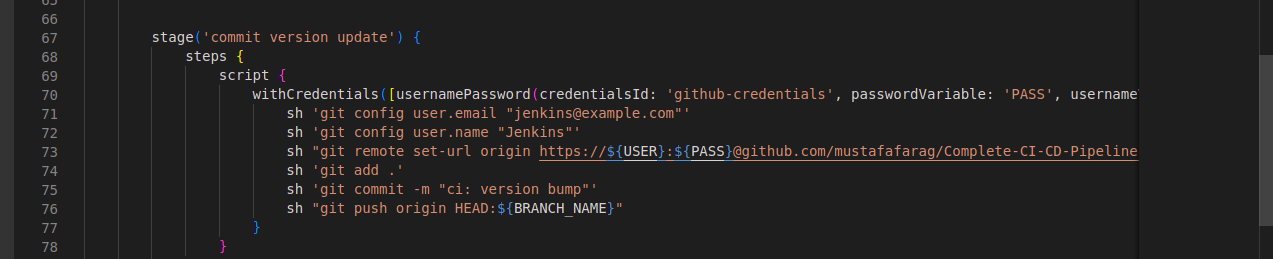 65
66
67 stage('commit version update') {
68 steps {
69 script {
70 withCredentials([usernamePassword(credentialsId: 'github-credentials', passwordVariable: 'PASS', username
71 sh 'git config user.email "jenkins@example.com"'
72 sh 'git config user.name "Jenkins"'
73 sh "git remote set-url origin https://${USER}:${PASS}@github.com/mustafafarag/Complete-CI-CD-Pipeline
74 sh 'git add .'
75 sh 'git commit -m "ci: version bump"'
76 sh "git push origin HEAD:${BRANCH_NAME}"
77 }
78 }